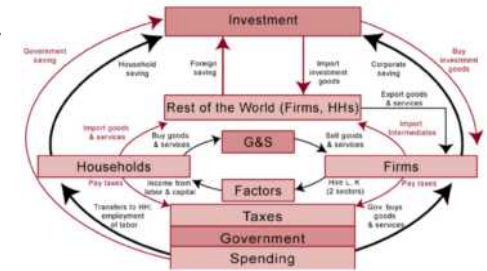 Investment
Government
saving
Household
saving
Foreign
saving
Import
investment
goods
Corporate
saving
Buy
investment
goods
Export goods
& services
Rest of the World (Firms, HHs)
Import goods
& services
Buy goods
& services
G&S
Sell goods
& services
Import
Intermediates
Households
Firms
Pay taxes
Income from
labor & capital
Factors
Hire L, K
(2 sectors)
Pay taxes
Transfers to HH;
employment
of labor
Taxes
Gov. buys
goods
& services
Government
Spending